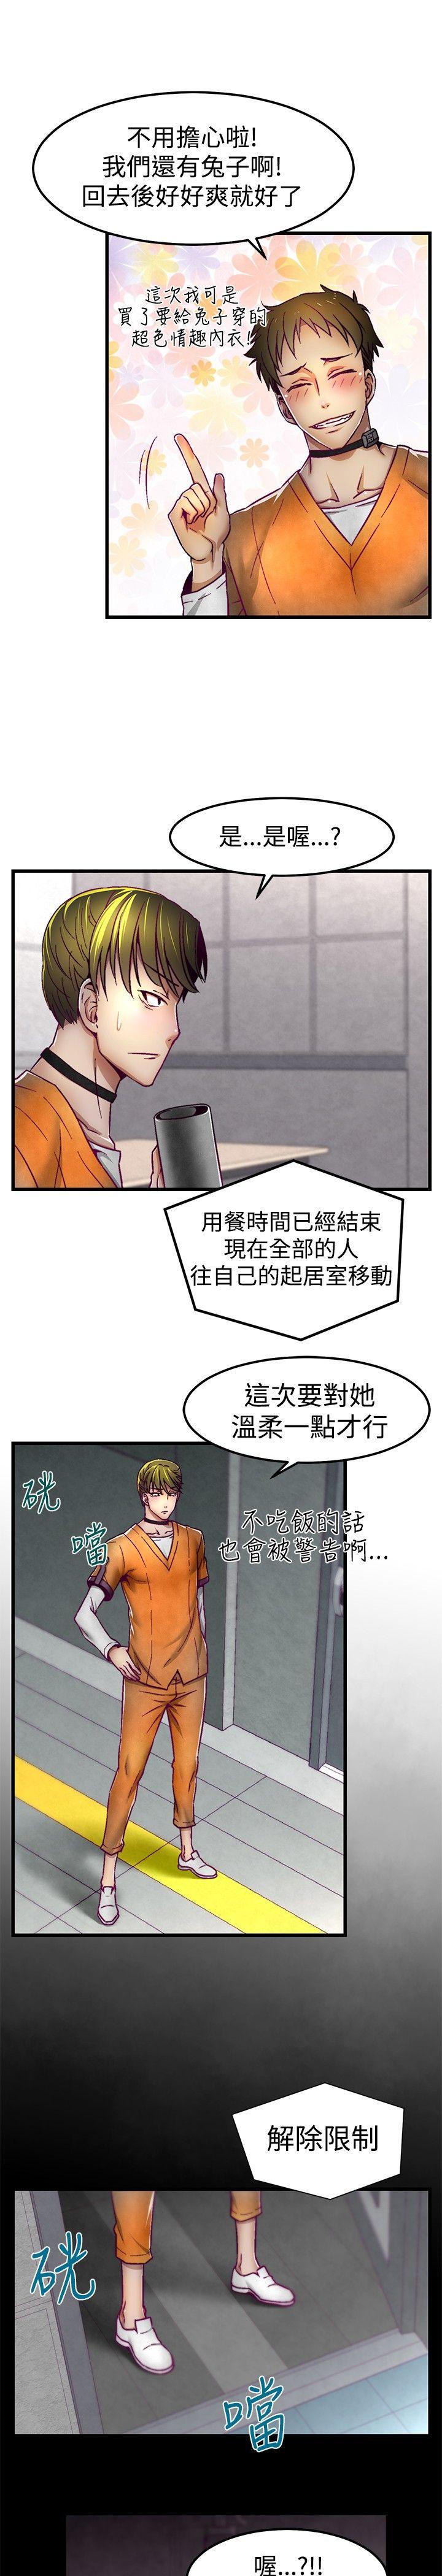 不用擔心啦!
我們還有兔子啊!
回去後好好爽就好了
這次我可是
買了要給兔子穿的
超色情趣內衣!
是...是喔...?
用餐時間已經結束
現在全部的人
往自己的起居室移動
這次要對她
溫柔一點才行
硄
噹
不吃飯的話
也會被警告啊...
解除限制
硄
噹
喔...?!!